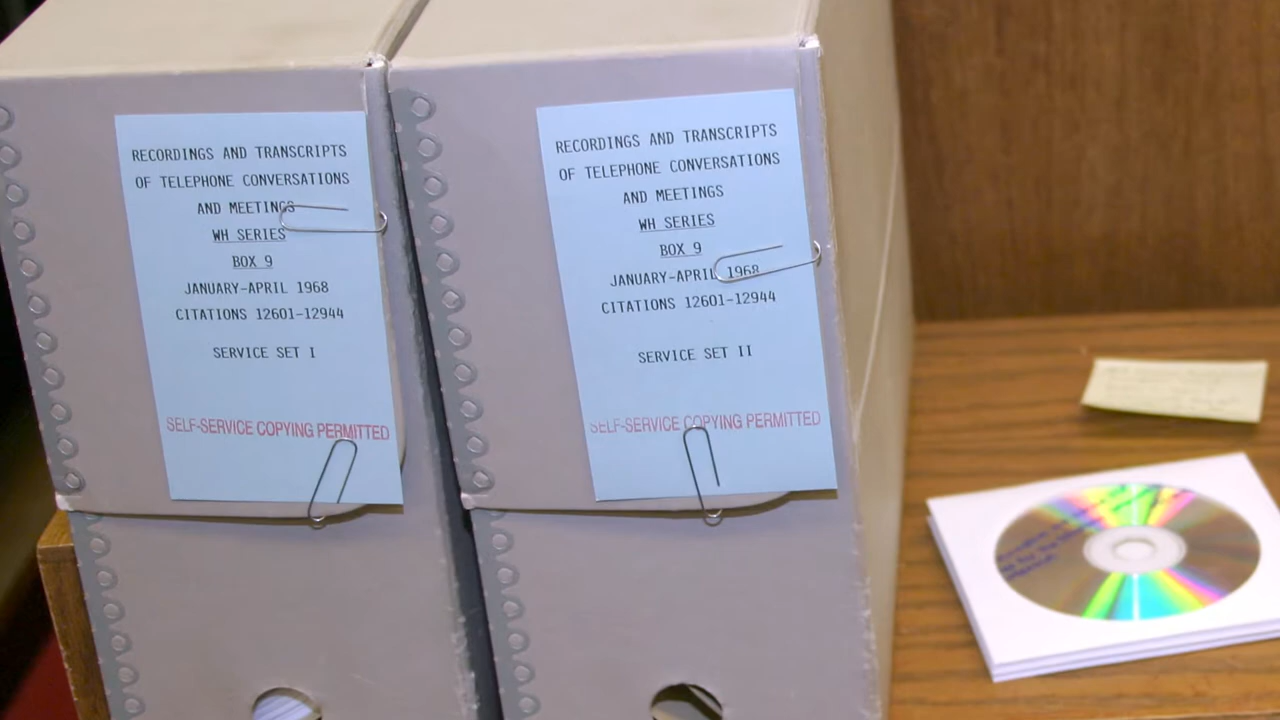 RECORDINGS AND TRANSCRIPTS
OF TELEPHONE CONVERSATIONS
AND MEETINGS
WH SERIES
BOX 9
JANUARY-APRIL 1968
CITATIONS 12601-12944
SERVICE SET I
SELF-SERVICE COPYING PERMITTED
RECORDINGS AND TRANSCRIPTS
OF TELEPHONE CONVERSATIONS
AND MEETINGS
WH SERIES
BOX 9
JANUARY-APRIL 1968
CITATIONS 12601-12944
SERVICE SET II
SELF-SERVICE COPYING PERMITTED